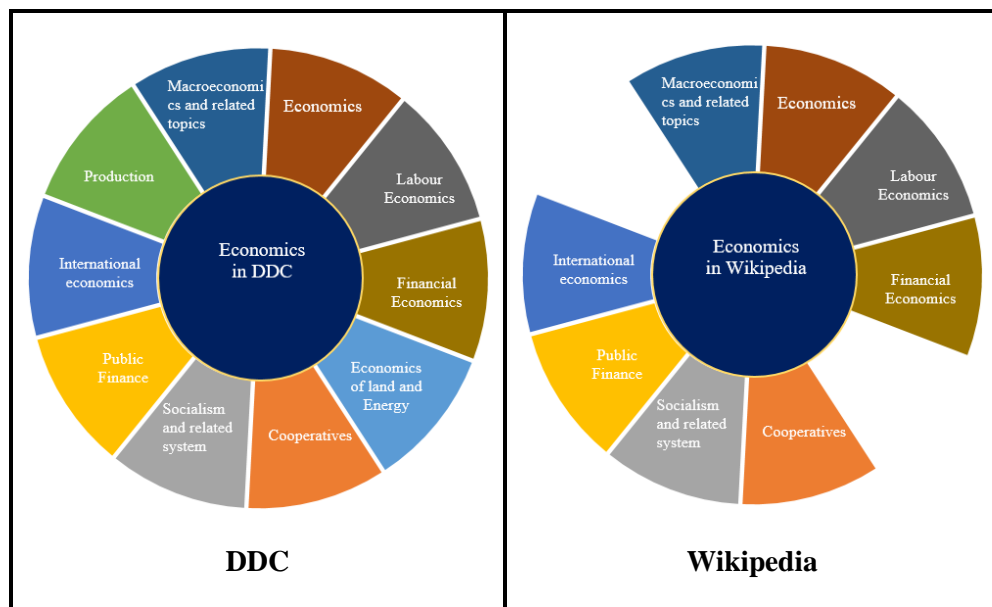 Macroeconomi
cs and related
topics
Economics
Labour
Economics
Financial
Economics
Economics
of land and
Energy
Cooperatives
Socialism
and related
system
Public
Finance
International
economics
Production
Economics
in DDC
DDC
Macroeconomi
cs and related
topics
Economics
Labour
Economics
Financial
Economics
Cooperatives
Socialism
and related
system
Public
Finance
International
economics
Economics
in Wikipedia
Wikipedia